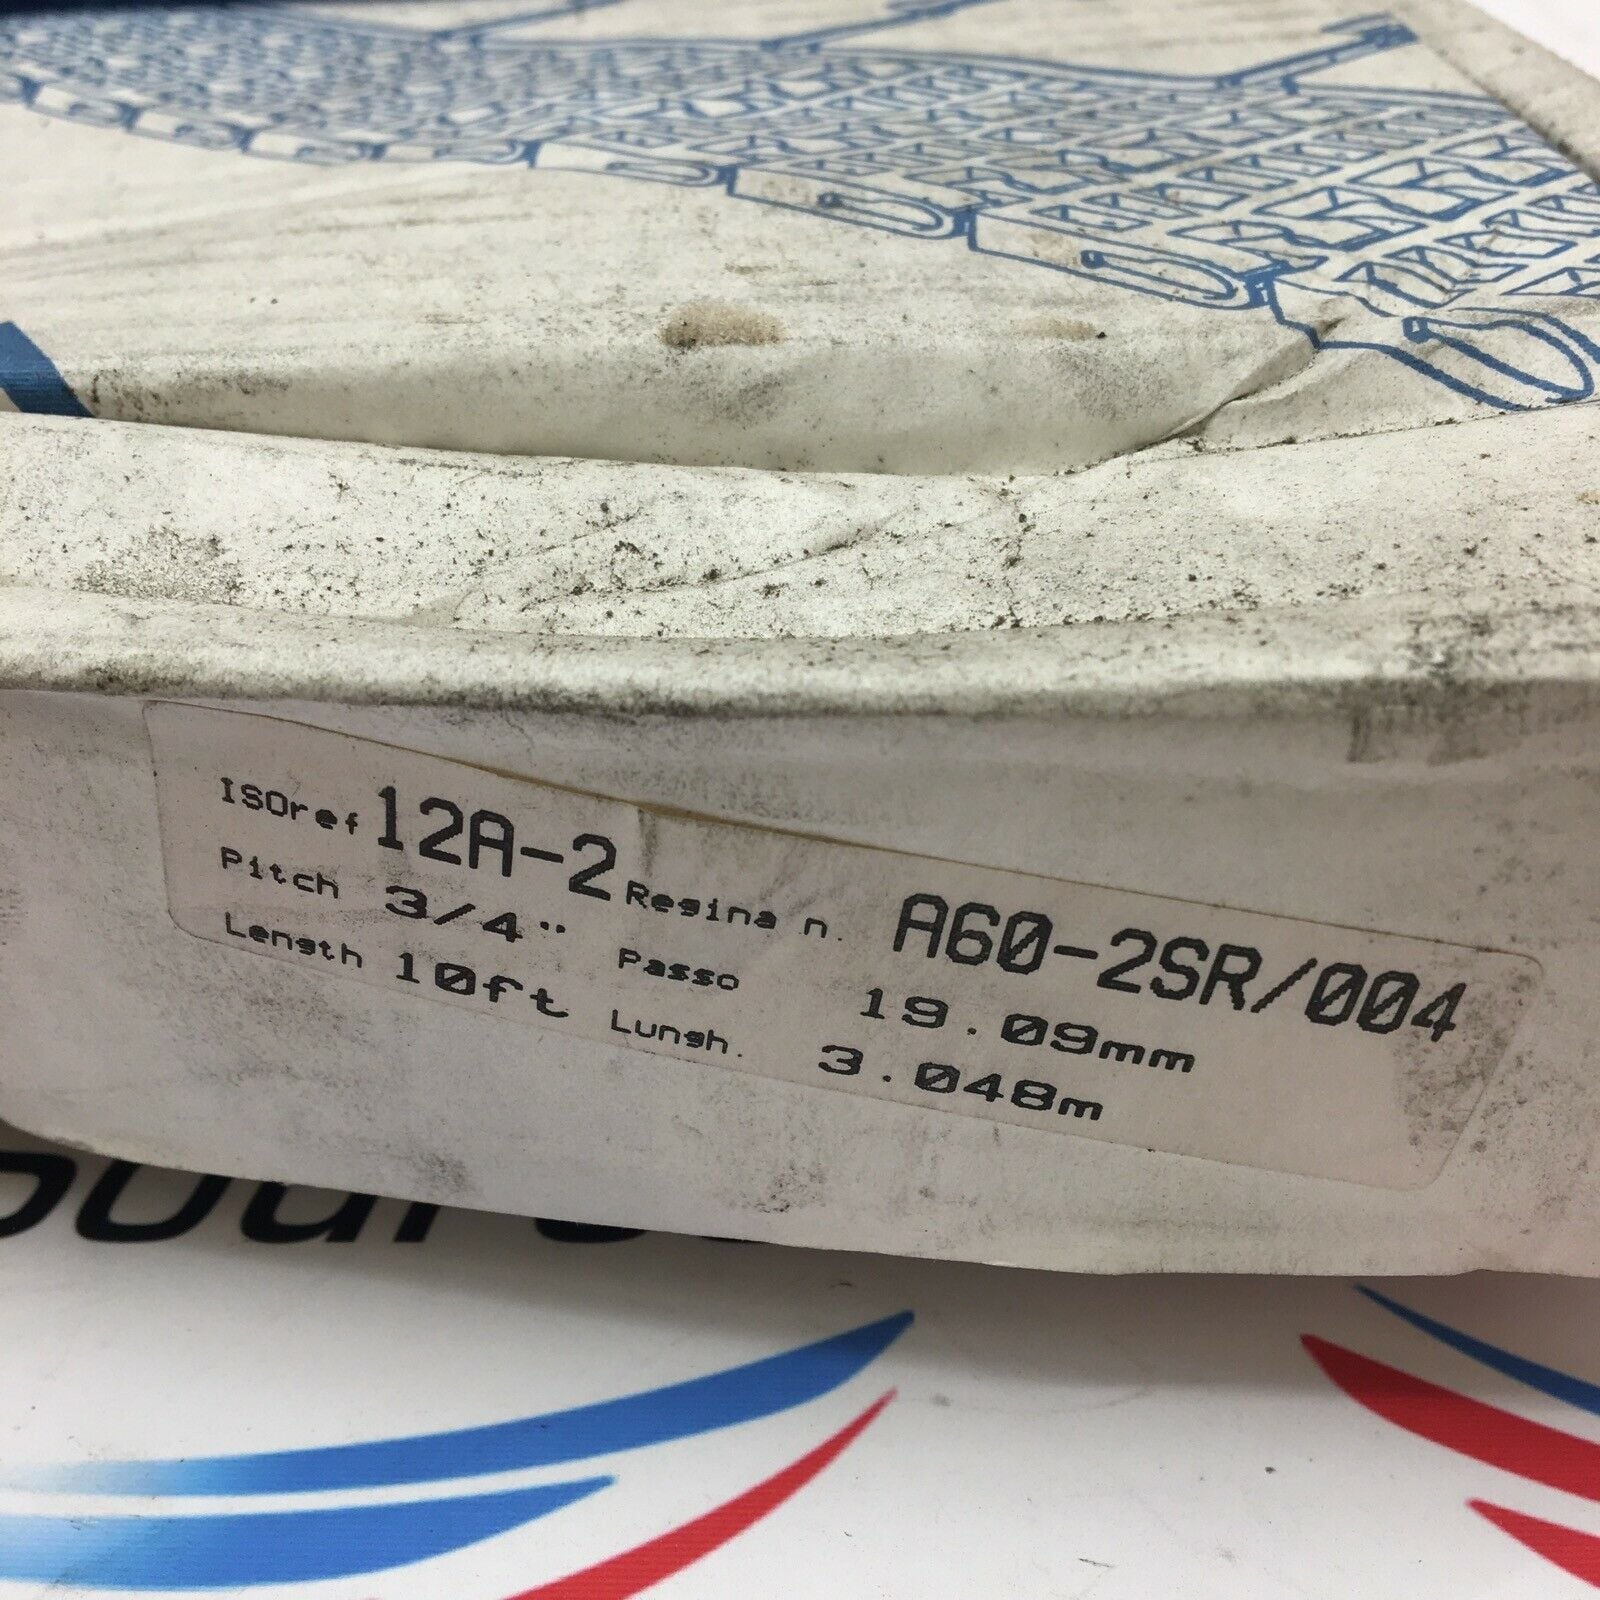 ISOref 12A-2 Regina n. A60-2SR/004
Pitch 3/4" Passo 19.09mm
Length 10ft Lungh. 3.048m